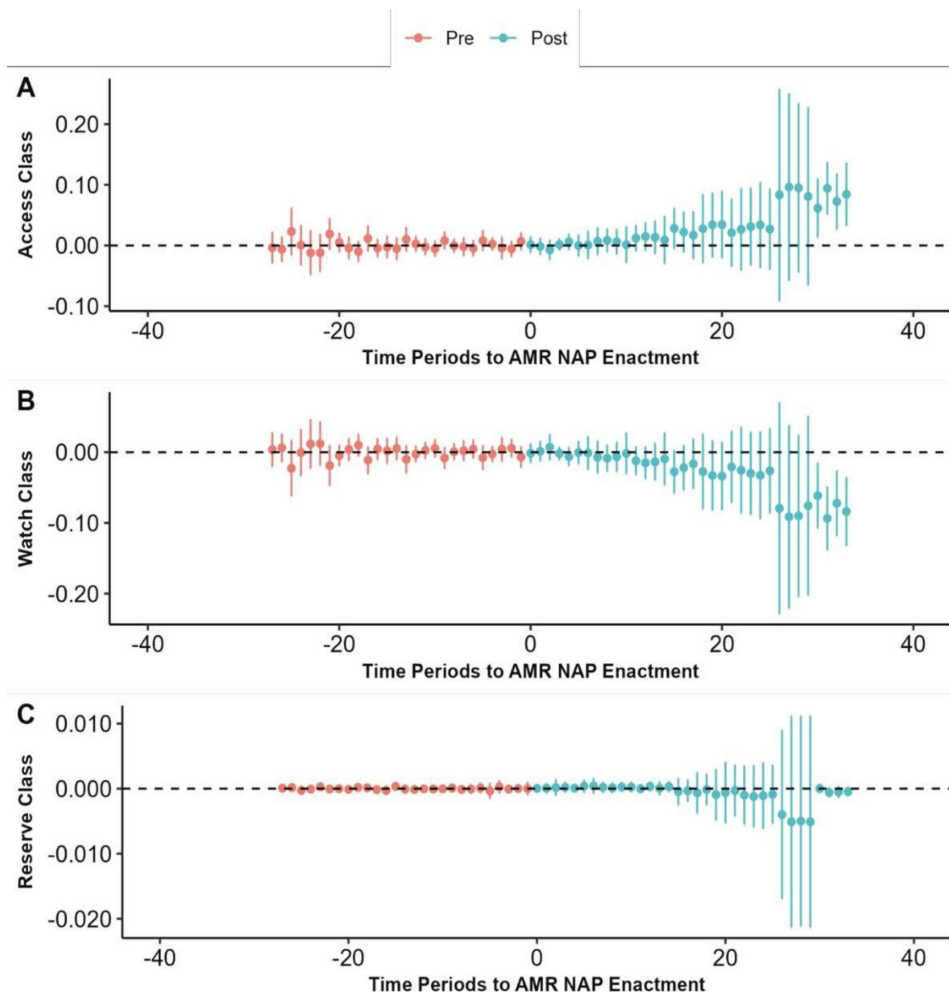 Pre Post
A
Access Class
0.20
0.10
0.00
-0.10
-40 -20 0 20 40
Time Periods to AMR NAP Enactment
B
Watch Class
0.00
-0.10
-0.20
-40 -20 0 20 40
Time Periods to AMR NAP Enactment
C
Reserve Class
0.010
0.000
-0.010
-0.020
-40 -20 0 20 40
Time Periods to AMR NAP Enactment